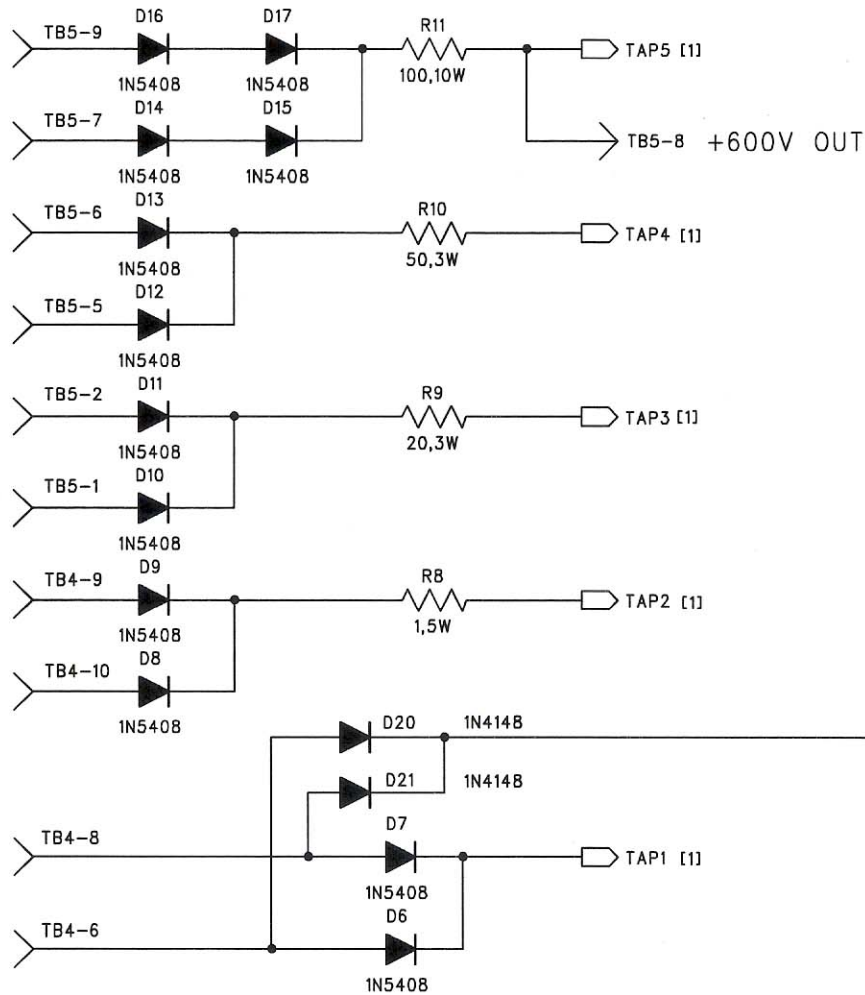 D16 D17 R11
TB5-9 TAP5 [1]
1N5408 1N5408 100,10W
D14 D15
TB5-7 TB5-8 +600V OUT
1N5408 1N5408
D13 R10
TB5-6 TAP4 [1]
1N5408 50,3W
D12
TB5-5
1N5408
D11 R9
TB5-2 TAP3 [1]
1N5408 20,3W
D10
TB5-1
1N5408
D9 R8
TB4-9 TAP2 [1]
1N5408 1,5W
D8
TB4-10
1N5408
D20 1N4148
D21 1N4148
D7
TB4-8 TAP1 [1]
1N5408
D6
TB4-6
1N5408